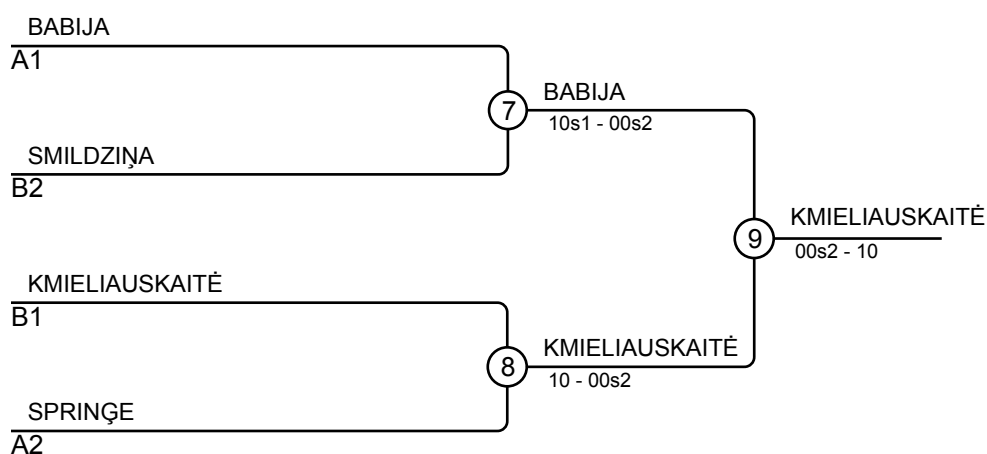 BABIJA
A1
7
BABIJA
10s1 - 00s2
SMILDZIŅA
B2
9
KMIELIAUSKAITĖ
00s2 - 10
KMIELIAUSKAITĖ
B1
8
KMIELIAUSKAITĖ
10 - 00s2
SPRINĢE
A2